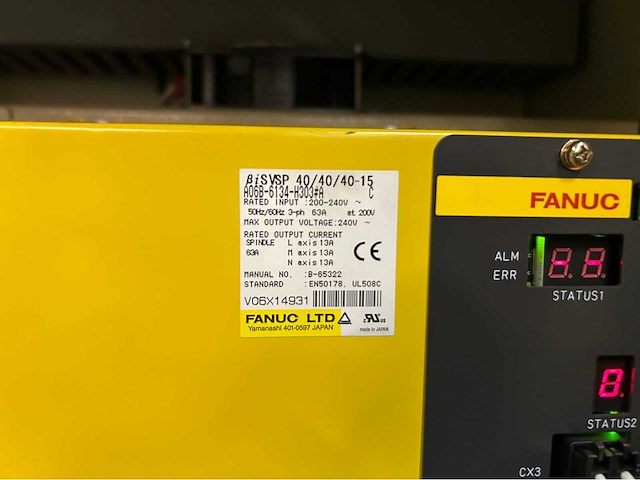 βiSVSP 40/40/40-15
A06B-6134-H303#A C
RATED INPUT :200-240V ~
50Hz/60Hz 3-ph 63A at 200V
MAX OUTPUT VOLTAGE:240V ~
RATED OUTPUT CURRENT
SPINDLE L axis 13A
63A M axis 13A
N axis 13A
CE
MANUAL NO. :B-65322
STANDARD :EN50178, UL508C
V06X14931
FANUC LTD
Yamanashi 401-0597 JAPAN
made in JAPAN
FANUC
ALM
ERR
STATUS1
STATUS2
CX3